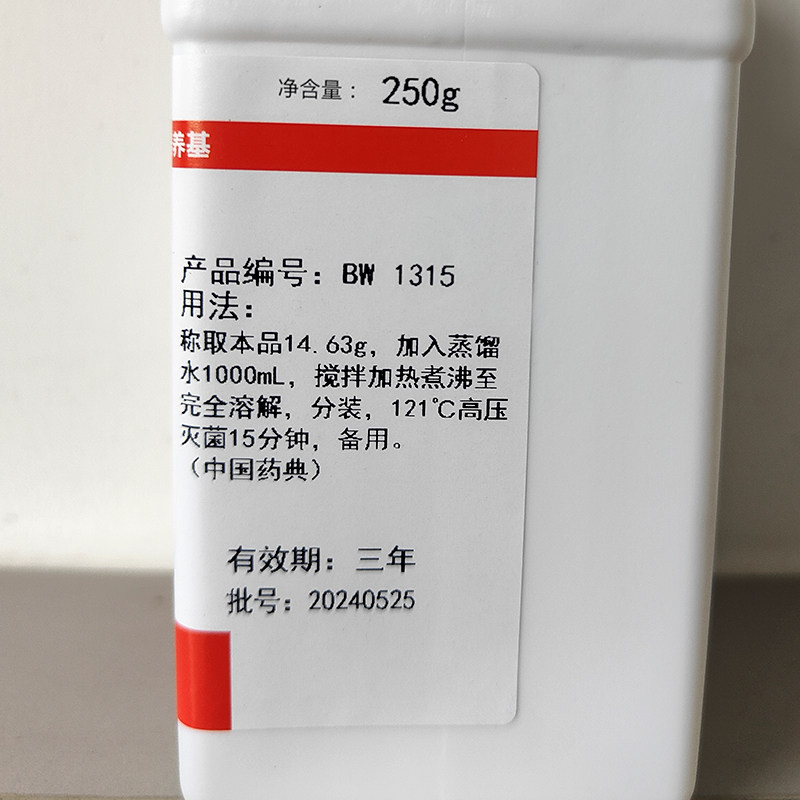 净含量： 250g
养基
产品编号：BW 1315
用法：
称取本品14.63g，加入蒸馏
水1000mL，搅拌加热煮沸至
完全溶解，分装，121℃高压
灭菌15分钟，备用。
（中国药典）
有效期：三年
批号：20240525